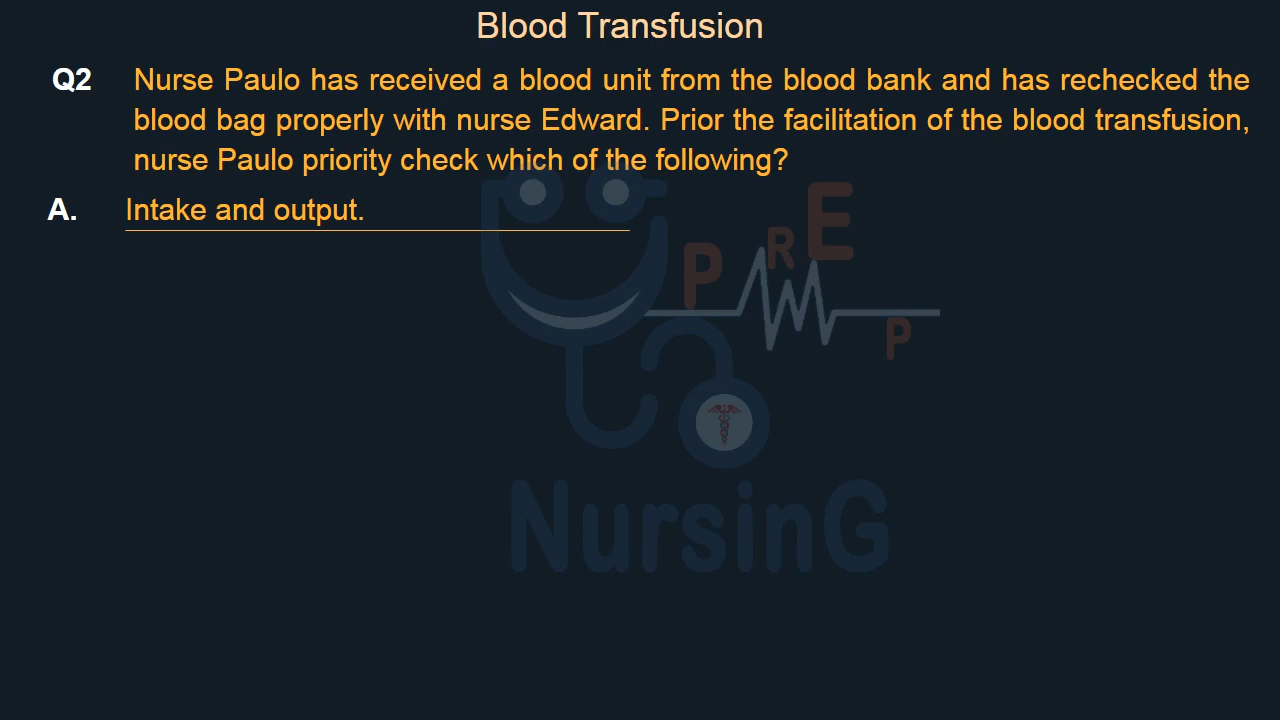 Blood Transfusion
Q2 Nurse Paulo has received a blood unit from the blood bank and has rechecked the
blood bag properly with nurse Edward. Prior the facilitation of the blood transfusion,
nurse Paulo priority check which of the following?
A. Intake and output.
PREP
NursinG